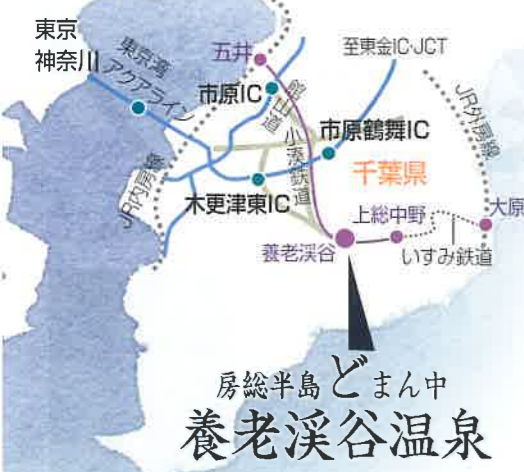 東京
神奈川
東京湾
アクアライン
五井
至東金IC・JCT
市原IC
館山道
小湊鉄道
市原鶴舞IC
JR外房線
JR内房線
千葉県
木更津東IC
上総中野
大原
養老渓谷
いすみ鉄道
房総半島どまん中
養老渓谷温泉